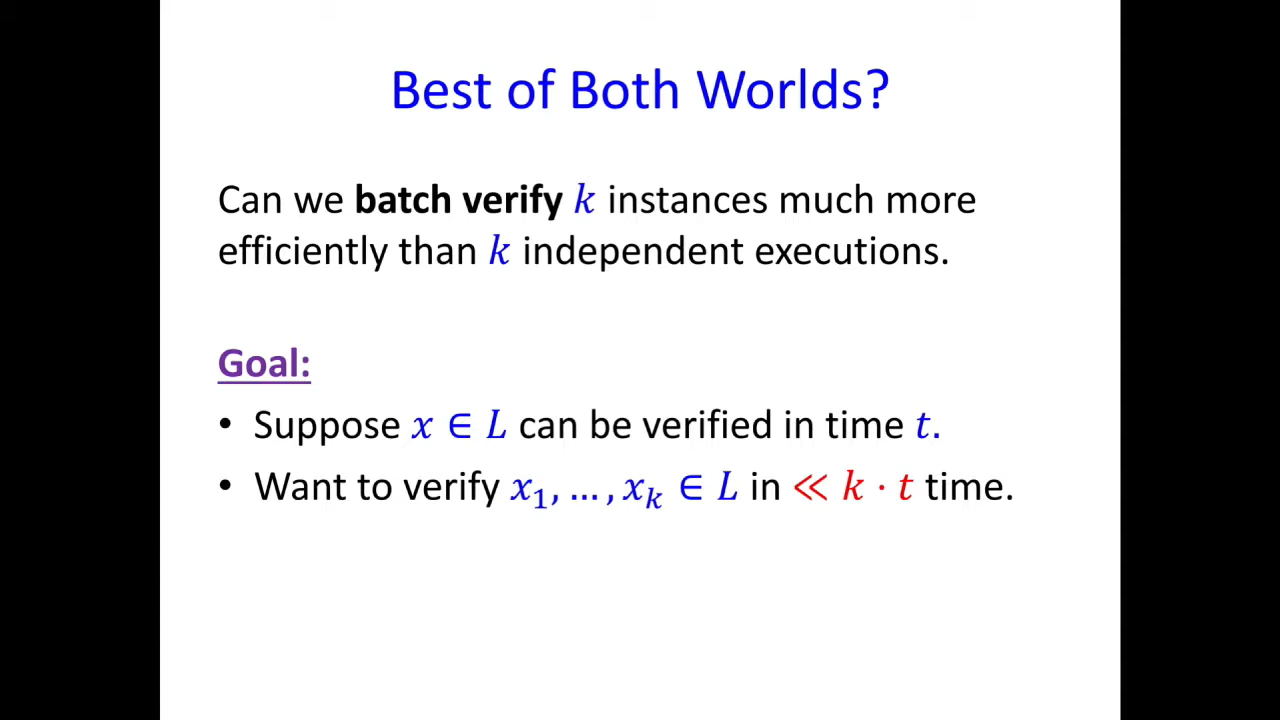 Best of Both Worlds?
Can we batch verify k instances much more
efficiently than k independent executions.
Goal:
• Suppose x ∈ L can be verified in time t.
• Want to verify x₁, … , xₖ ∈ L in ≪ k · t time.